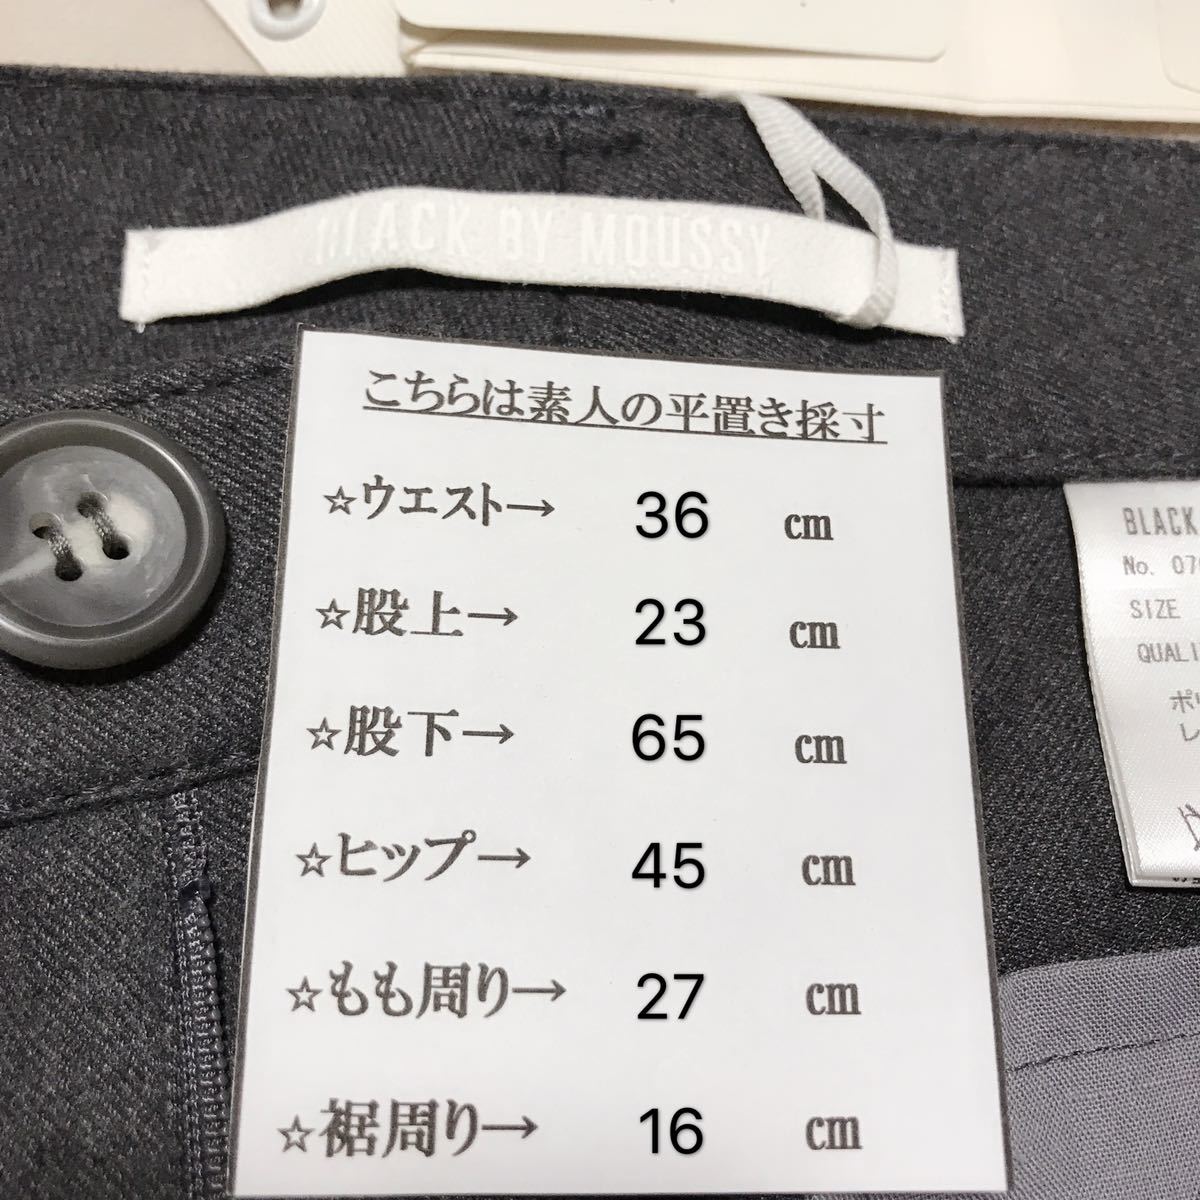 BLACK BY MOUSSY
こちらは素人の平置き採寸
☆ウエスト→ 36 ㎝
☆股上→ 23 ㎝
☆股下→ 65 ㎝
☆ヒップ→ 45 ㎝
☆もも周り→ 27 ㎝
☆裾周り→ 16 ㎝
BLACK
No. 07
SIZE
QUALI
ポリ
レ